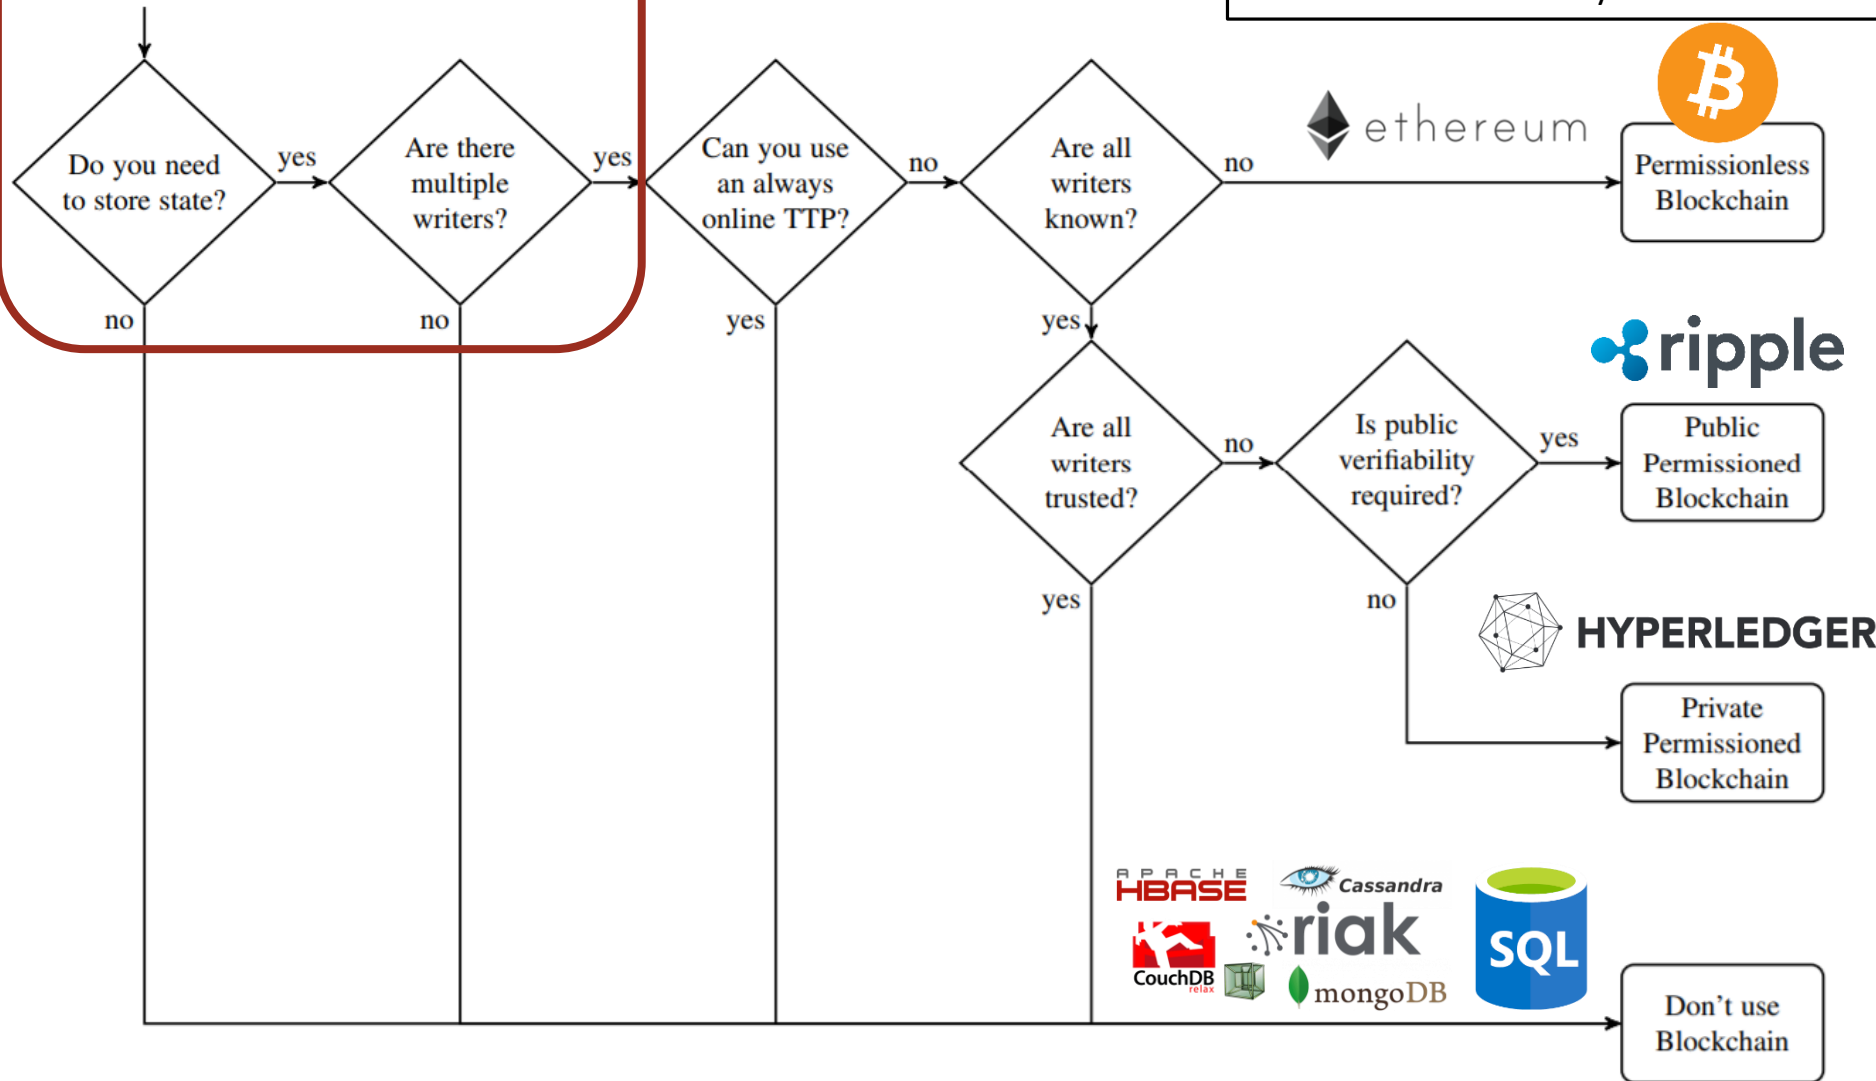 Do you need
to store state?
yes
no
Are there
multiple
writers?
yes
no
Can you use
an always
online TTP?
no
yes
Are all
writers
known?
no
yes
ethereum
Permissionless
Blockchain
Are all
writers
trusted?
no
yes
Is public
verifiability
required?
yes
no
ripple
Public
Permissioned
Blockchain
HYPERLEDGER
Private
Permissioned
Blockchain
APACHE
HBASE
Cassandra
riak
CouchDB
relax
mongoDB
SQL
Don't use
Blockchain